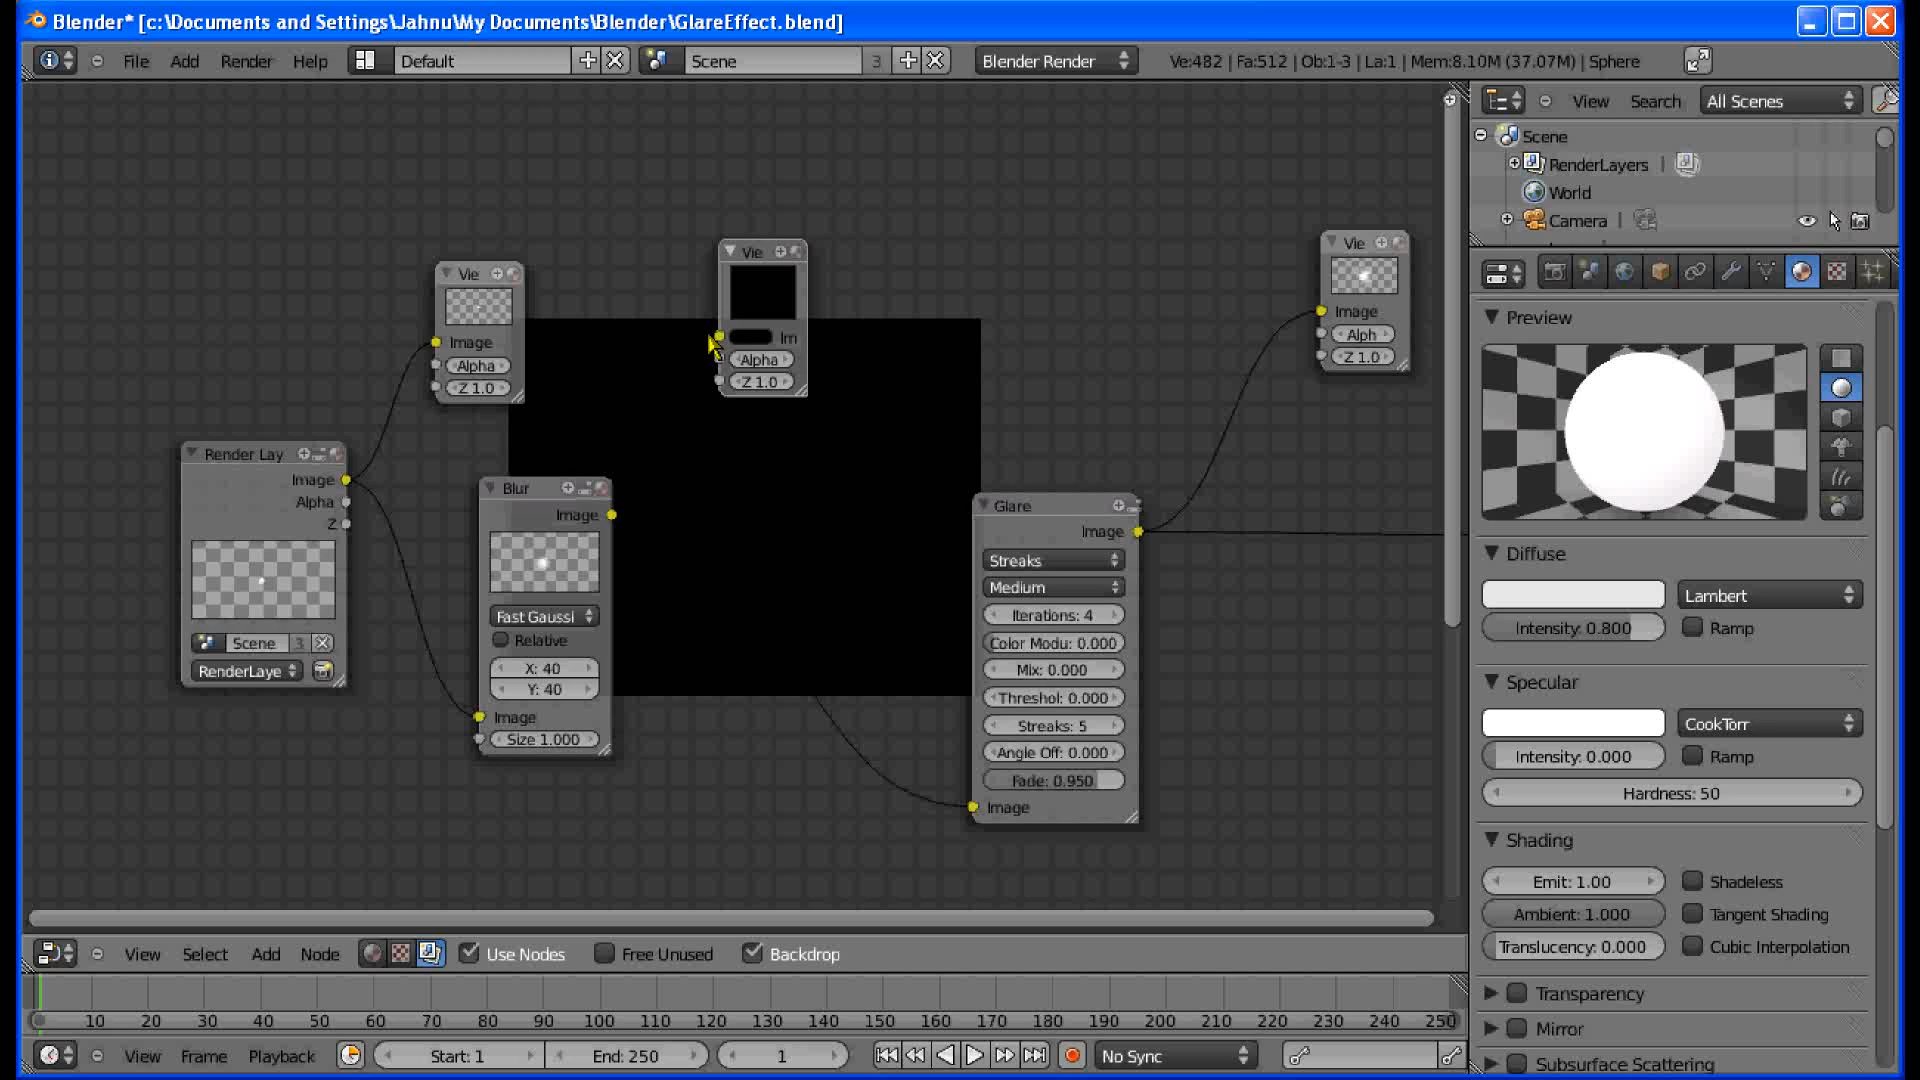 Blender* [c:\Documents and Settings\Jahnu\My Documents\Blender\GlareEffect.blend]
File Add Render Help Default Scene 3 Blender Render Ve:482 | Fa:512 | Ob:1-3 | La:1 | Mem:8.10M (37.07M) | Sphere
View Search All Scenes
Scene
RenderLayers |
World
Camera |
Vie
Image
Alpha
Z 1.0
Vie
Im
Alpha
Z 1.0
Vie
Image
Alph
Z 1.0
Render Lay
Image
Alpha
Z
Scene 3
RenderLaye
Blur
Image
Fast Gaussi
Relative
X: 40
Y: 40
Image
Size 1.000
Glare
Image
Streaks
Medium
Iterations: 4
Color Modu: 0.000
Mix: 0.000
Threshol: 0.000
Streaks: 5
Angle Off: 0.000
Fade: 0.950
Image
Preview
Diffuse
Lambert
Intensity: 0.800 Ramp
Specular
CookTorr
Intensity: 0.000 Ramp
Hardness: 50
Shading
Emit: 1.00 Shadeless
Ambient: 1.000 Tangent Shading
Translucency: 0.000 Cubic Interpolation
Transparency
Mirror
Subsurface Scattering
View Select Add Node Use Nodes Free Unused Backdrop
10 20 30 40 50 60 70 80 90 100 110 120 130 140 150 160 170 180 190 200 210 220 230 240 250
View Frame Playback Start: 1 End: 250 1 No Sync